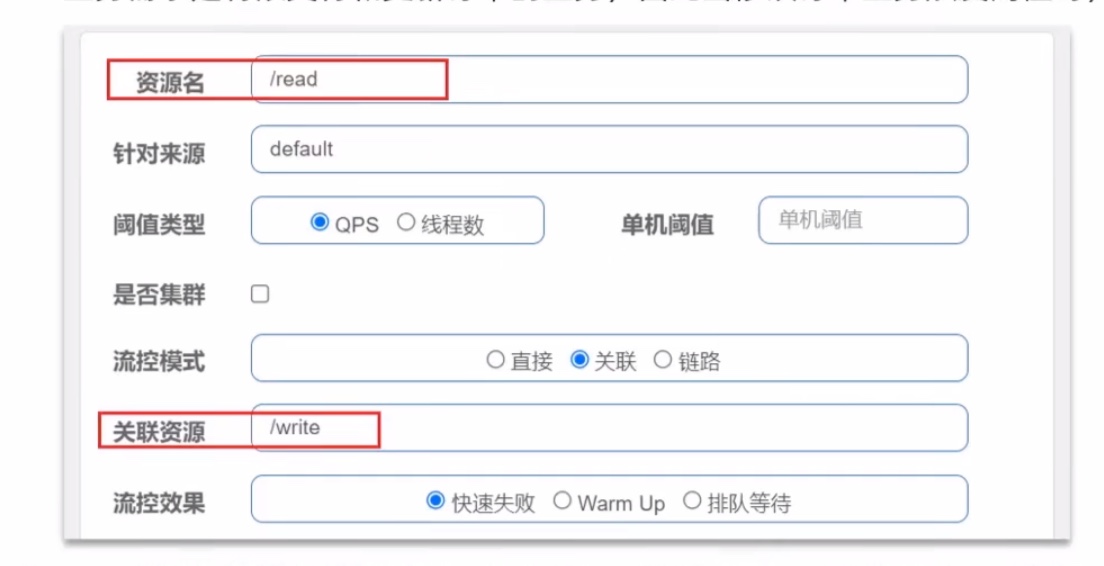 资源名 /read
针对来源 default
阈值类型 QPS 线程数 单机阈值 单机阈值
是否集群
流控模式 直接 关联 链路
关联资源 /write
流控效果 快速失败 Warm Up 排队等待